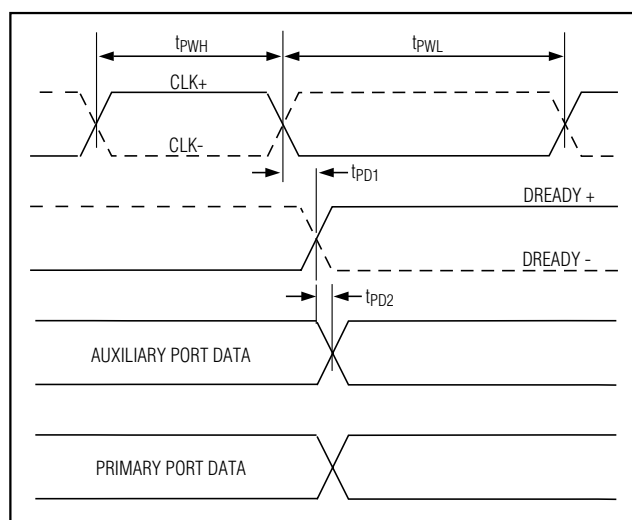 tPWH
tPWL
CLK+
CLK-
tPD1
DREADY +
DREADY -
tPD2
AUXILIARY PORT DATA
PRIMARY PORT DATA